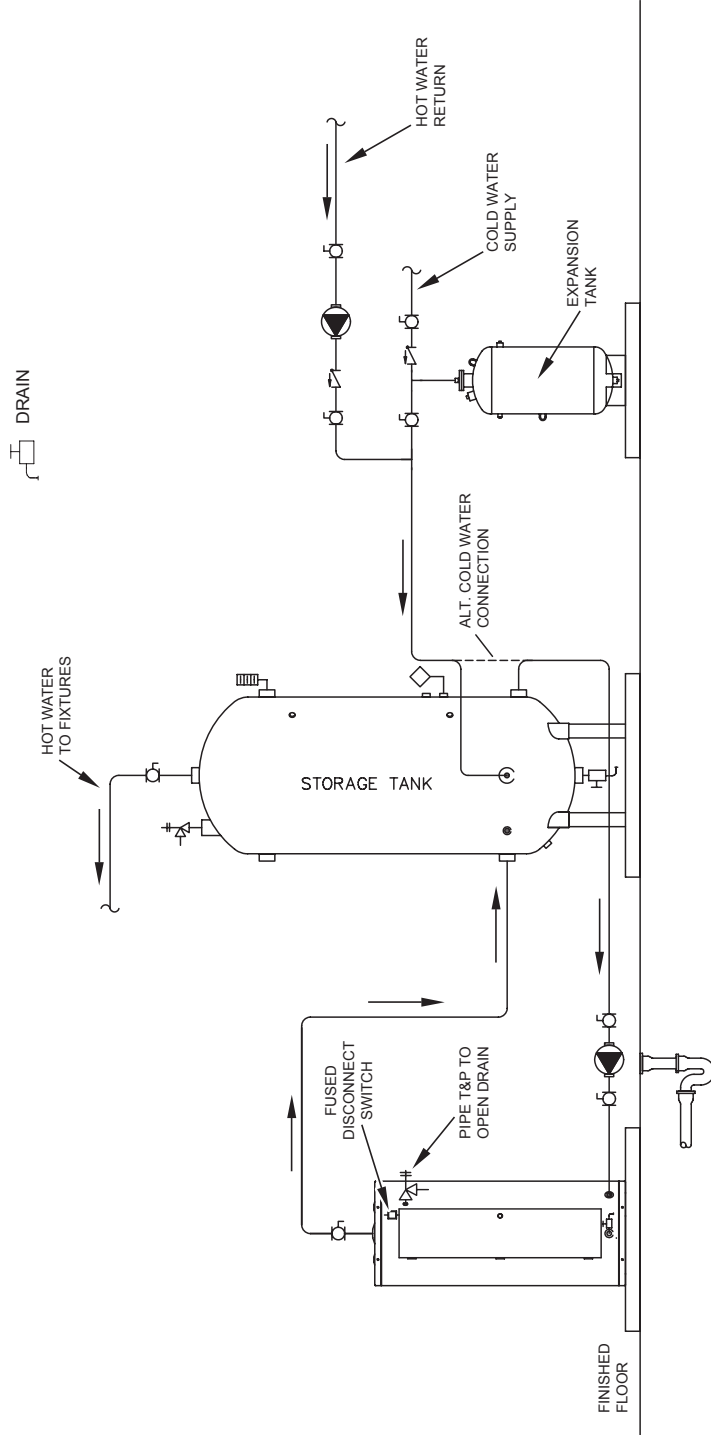 DRAIN
HOT WATER
TO FIXTURES
HOT WATER
RETURN
COLD WATER
SUPPLY
EXPANSION
TANK
ALT. COLD WATER
CONNECTION
STORAGE TANK
FUSED
DISCONNECT
SWITCH
PIPE T&P TO
OPEN DRAIN
FINISHED
FLOOR